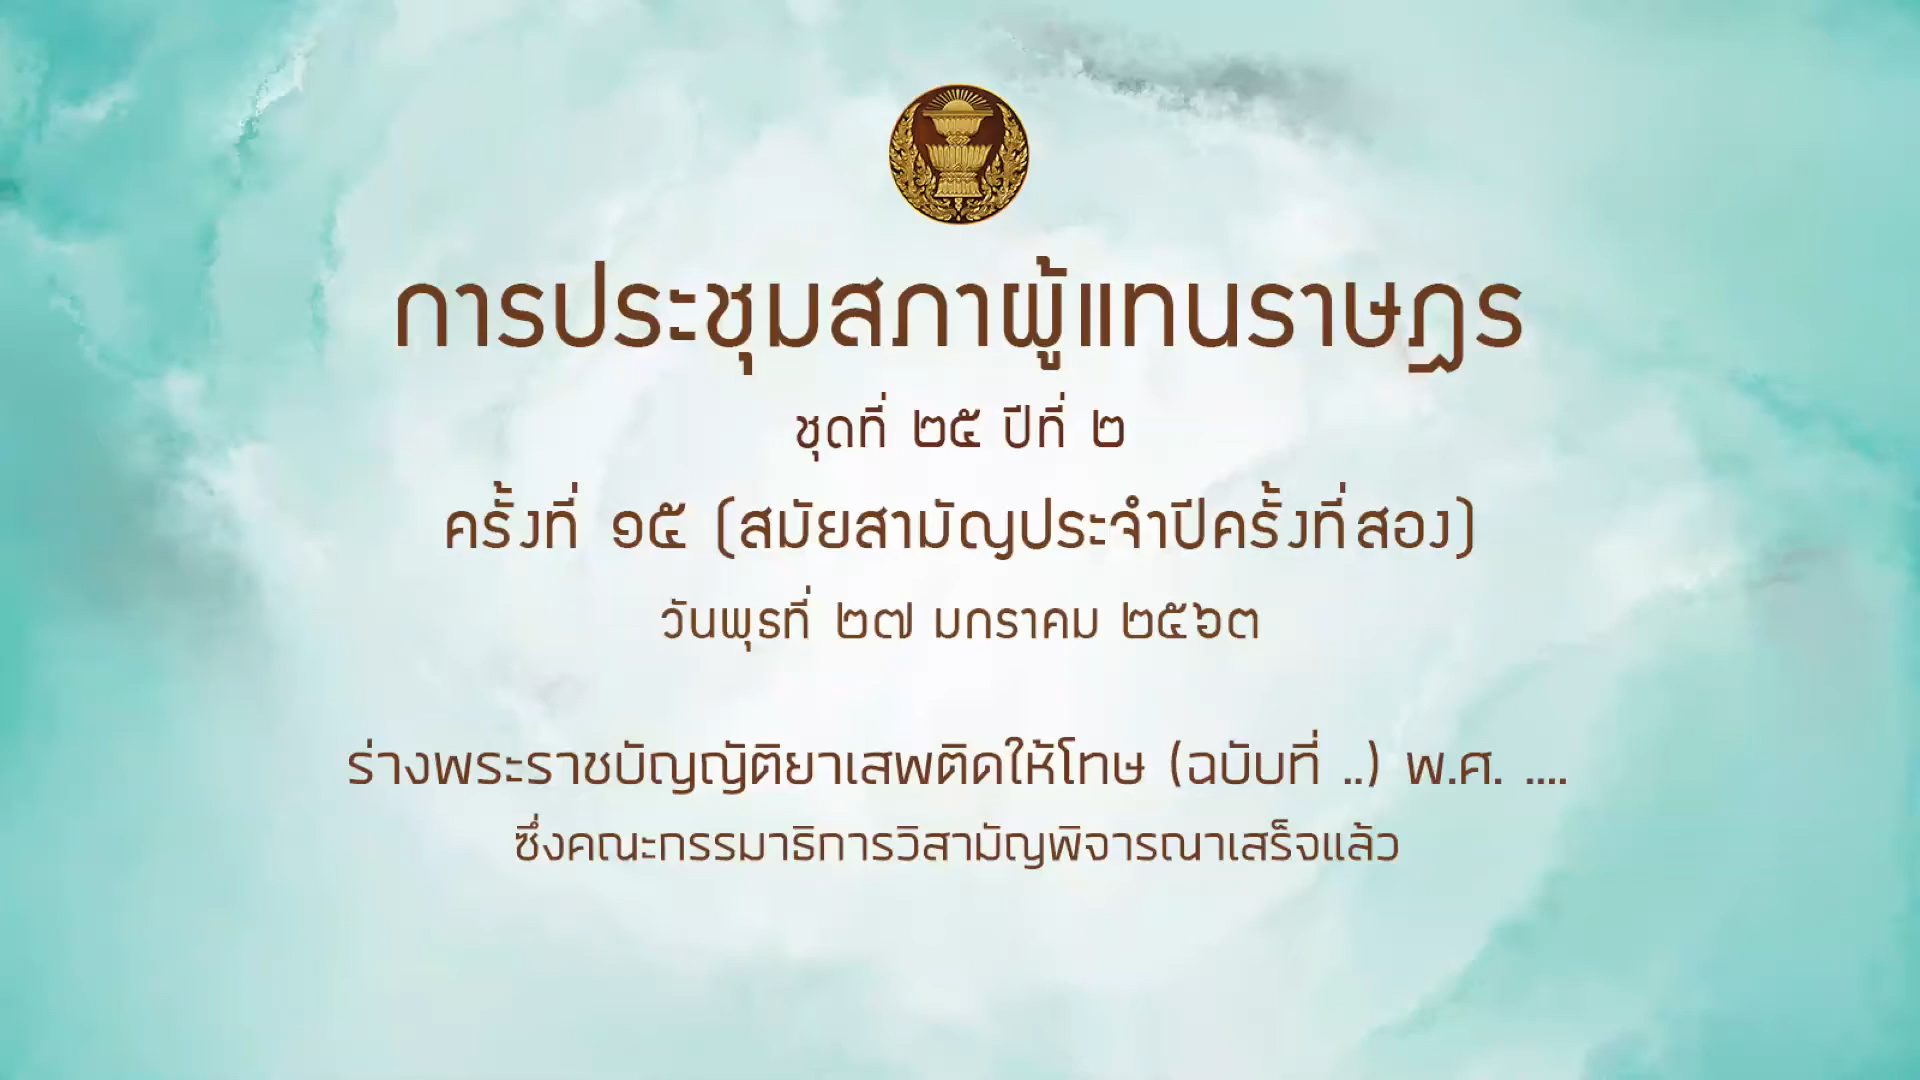 การประชุมสภาผู้แทนราษฎร
ชุดที่ ๒๕ ปีที่ ๒
ครั้งที่ ๑๕ (สมัยสามัญประจำปีครั้งที่สอง)
วันพุธที่ ๒๗ มกราคม ๒๕๖๓
ร่างพระราชบัญญัติยาเสพติดให้โทษ (ฉบับที่ ..) พ.ศ. ....
ซึ่งคณะกรรมาธิการวิสามัญพิจารณาเสร็จแล้ว